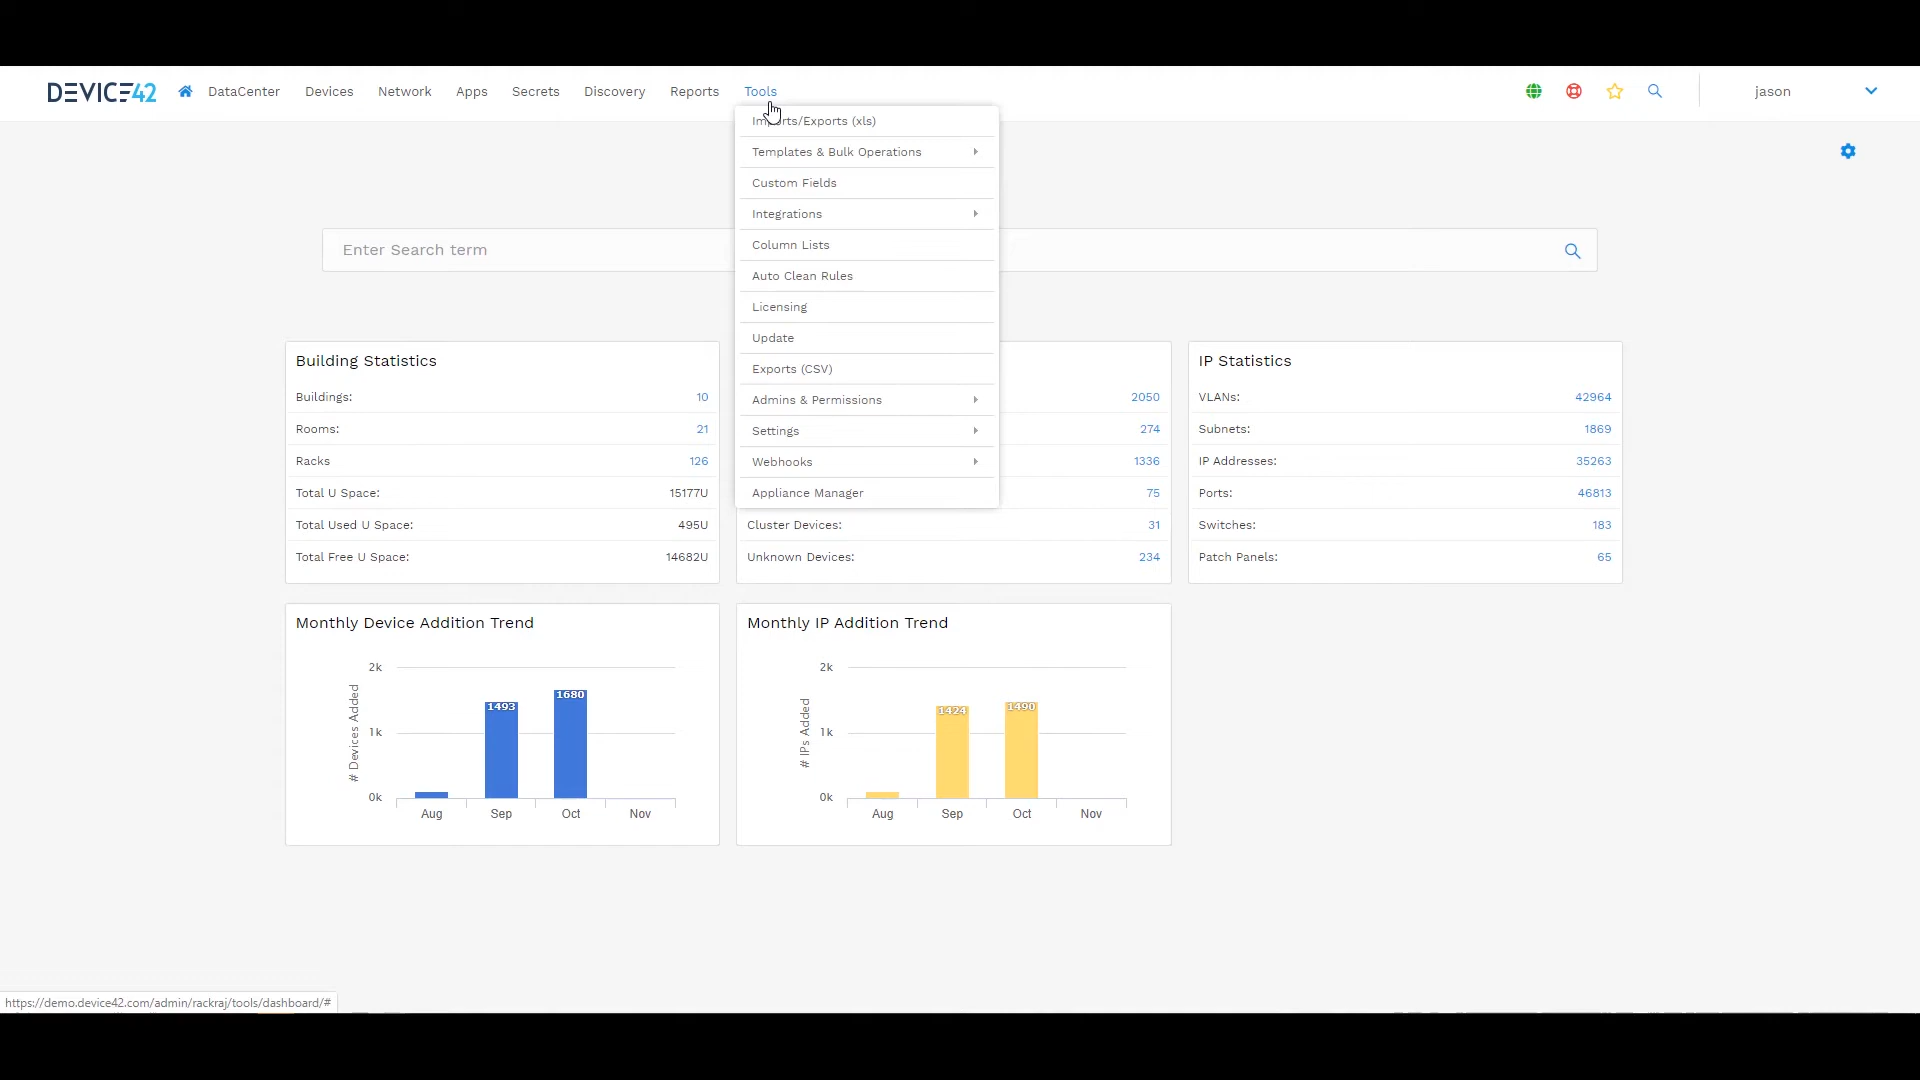 DEVICE42 DataCenter Devices Network Apps Secrets Discovery Reports Tools jason
Imports/Exports (xls)
Templates & Bulk Operations
Custom Fields
Integrations
Column Lists
Auto Clean Rules
Licensing
Update
Exports (CSV)
Admins & Permissions
Settings
Webhooks
Appliance Manager
Enter Search term
Building Statistics
Buildings: 10
Rooms: 21
Racks 126
Total U Space: 15177U
Total Used U Space: 495U
Total Free U Space: 14682U
2050
274
1336
75
Cluster Devices: 31
Unknown Devices: 234
IP Statistics
VLANs: 42964
Subnets: 1869
IP Addresses: 35263
Ports: 46813
Switches: 183
Patch Panels: 65
Monthly Device Addition Trend
# Devices Added
2k
1k
0k
1493
1680
Aug Sep Oct Nov
Monthly IP Addition Trend
# IPs Added
2k
1k
0k
1424
1490
Aug Sep Oct Nov
https://demo.device42.com/admin/rackraj/tools/dashboard/#